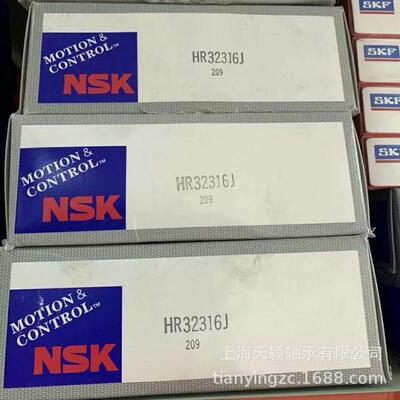 MOTION &
CONTROL™
NSK
HR32316J
209
MOTION &
CONTROL™
NSK
HR32316J
209
MOTION &
CONTROL™
NSK
HR32316J
209
SKF
SKF
SKF
SKF
上海天颖轴承有限公司
tianyingzc.1688.com